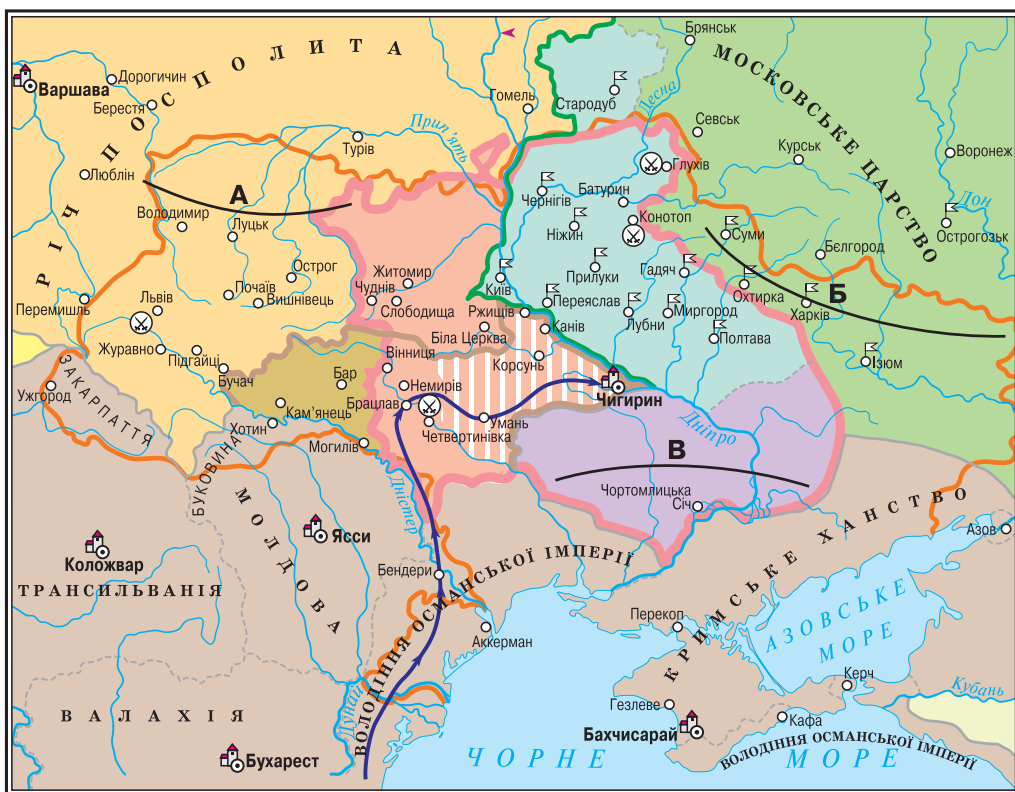 РІЧ ПОСПОЛИТА
МОСКОВСЬКЕ ЦАРСТВО
Брянськ
Варшава
Дорогичин
Берестя
Гомель
Стародуб
Десна
Прип'ять
Турів
Севськ
Курськ
Воронеж
Дон
Люблін
А
Глухів
Батурин
Чернігів
Конотоп
Острогозьк
Володимир
Луцьк
Ніжин
Суми
Бєлгород
Острог
Житомир
Прилуки
Гадяч
Охтирка
Б
Почаїв
Вишнівець
Чуднів
Слободища
Київ
Переяслав
Харків
Перемишль
Львів
Ржищів
Канів
Лубни
Миргород
Біла Церква
Полтава
Журавно
Підгайці
Вінниця
Корсунь
Ізюм
Бучач
Бар
Немирів
Чигирин
Ужгород
ЗАКАРПАТТЯ
Кам'янець
Брацлав
Умань
Дніпро
Хотин
Четвертинівка
Могилів
В
БУКОВИНА
Дністер
Чортомлицька
Січ
МОЛДОВА
Ясси
КРИМСЬКЕ ХАНСТВО
Азов
Коложвар
ТРАНСИЛЬВАНІЯ
Бендери
ВОЛОДІННЯ ОСМАНСЬКОЇ ІМПЕРІЇ
Аккерман
Перекоп
АЗОВСЬКЕ
МОРЕ
Керч
Кубань
Дунай
Гезлеве
ВАЛАХІЯ
Кафа
Бахчисарай
Бухарест
ЧОРНЕ МОРЕ
ВОЛОДІННЯ ОСМАНСЬКОЇ ІМПЕРІЇ